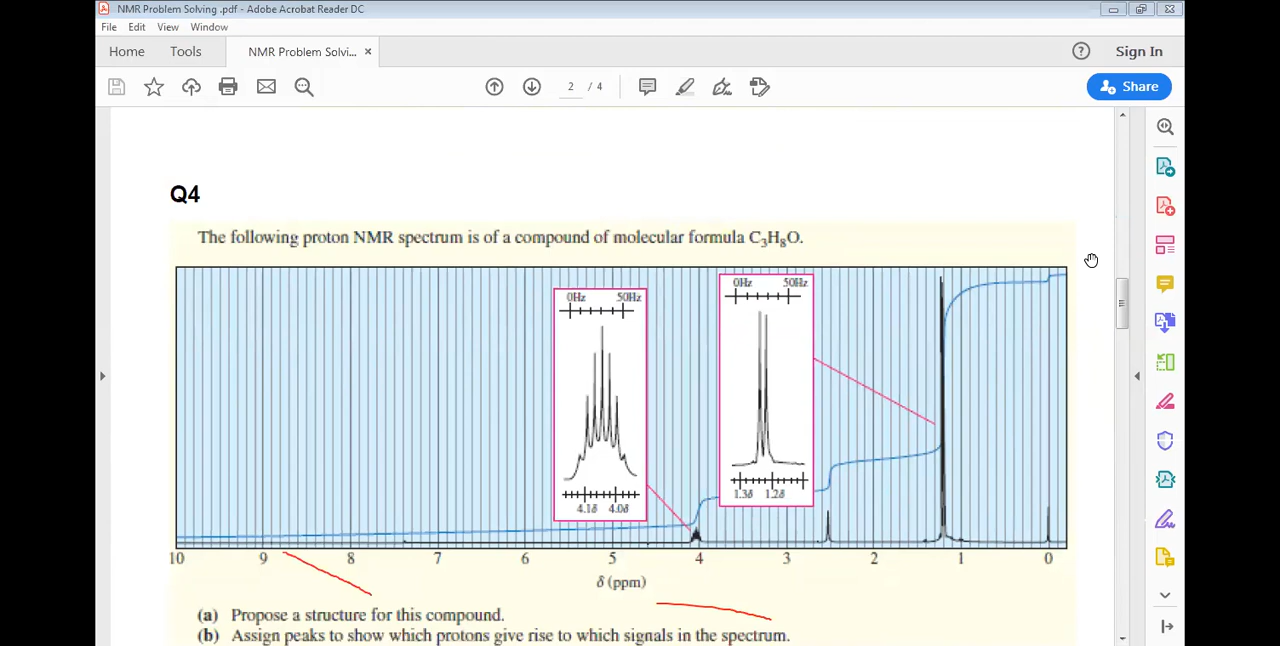 NMR Problem Solving .pdf - Adobe Acrobat Reader DC
File Edit View Window
Home Tools NMR Problem Solvi... × Sign In
2 / 4 Share
Q4
The following proton NMR spectrum is of a compound of molecular formula C₃H₈O.
0Hz 50Hz
0Hz 50Hz
4.1δ 4.0δ
1.3δ 1.2δ
10 9 8 7 6 5 4 3 2 1 0
δ (ppm)
(a) Propose a structure for this compound.
(b) Assign peaks to show which protons give rise to which signals in the spectrum.